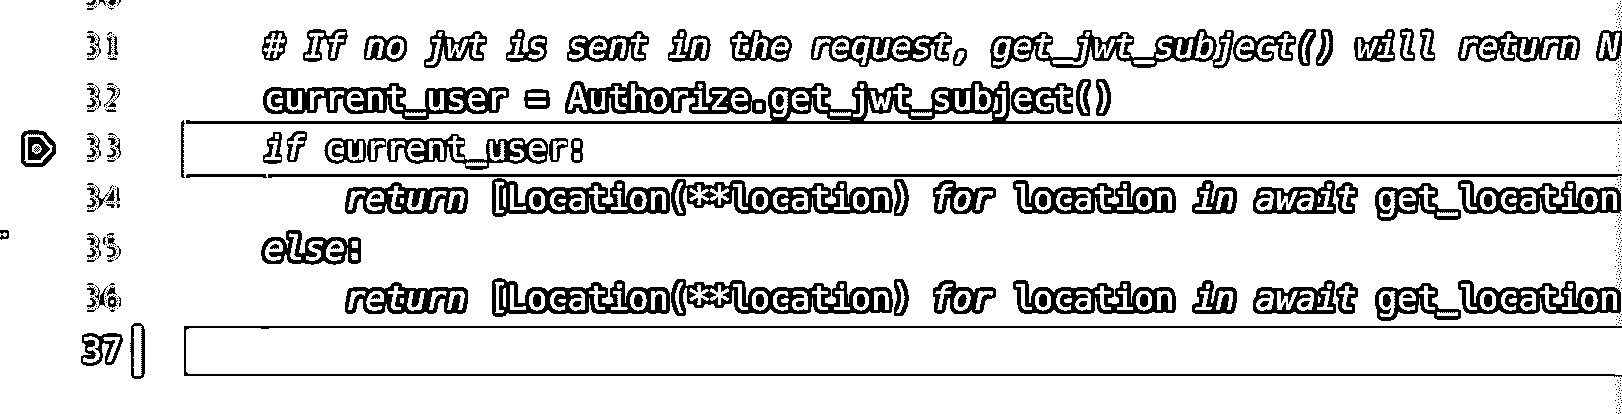 31 # If no jwt is sent in the request, get_jwt_subject() will return N
32 current_user = Authorize.get_jwt_subject()
33 if current_user:
34 return [Location(**location) for location in await get_location
35 else:
36 return [Location(**location) for location in await get_location
37